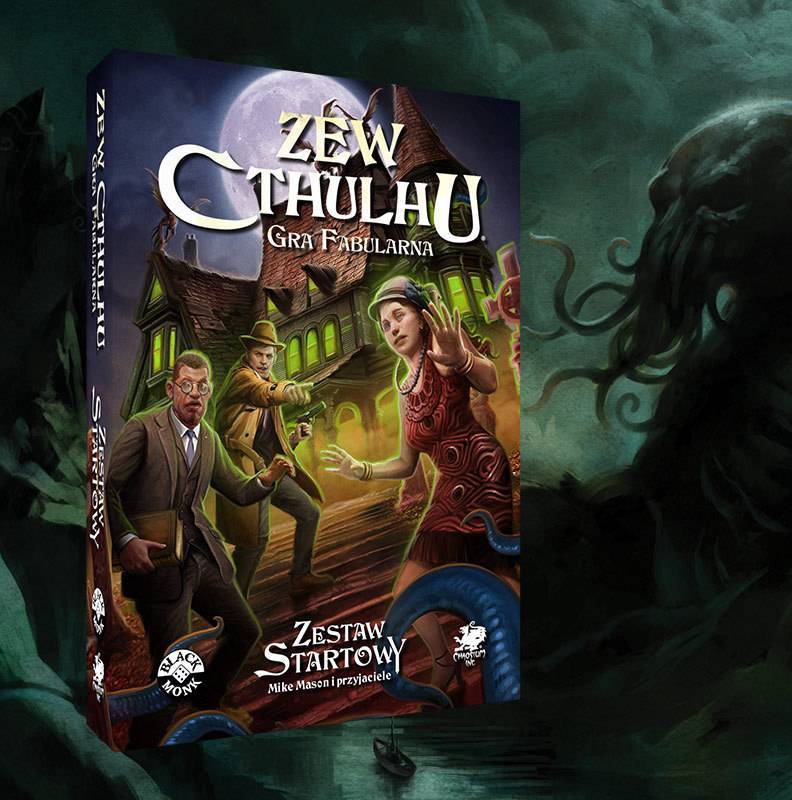 ZEW
CTHULHU
GRA FABULARNA
ZESTAW
STARTOWY
Mike Mason i przyjaciele
BLACK
MONK
CHAOSIUM
INC.
ZEW CTHULHU
GRA FABULARNA
ZESTAW
STARTOWY